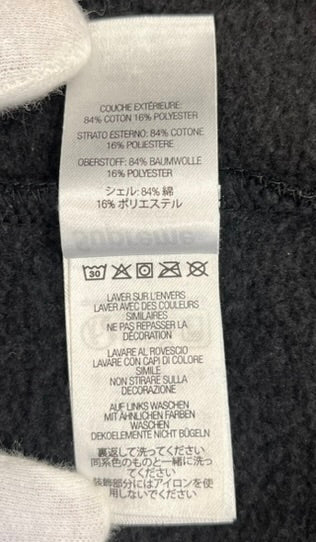 COUCHE EXTÉRIEURE:
84% COTON 16% POLYESTER
STRATO ESTERNO: 84% COTONE
16% POLIESTERE
OBERSTOFF: 84% BAUMWOLLE
16% POLYESTER
シェル: 84% 綿
16% ポリエステル
Supreme
30
LAVER SUR L'ENVERS
LAVER AVEC DES COULEURS
SIMILAIRES
NE PAS REPASSER LA
DÉCORATION
LAVARE AL ROVESCIO
LAVARE CON CAPI DI COLORE
SIMILE
NON STIRARE SULLA
DECORAZIONE
AUF LINKS WASCHEN
MIT ÄHNLICHEN FARBEN
WASCHEN
DEKOELEMENTE NICHT BÜGELN
裏返して洗ってください
同系色のものと一緒に洗っ
てください
装飾部分にはアイロンを使
用しないでください